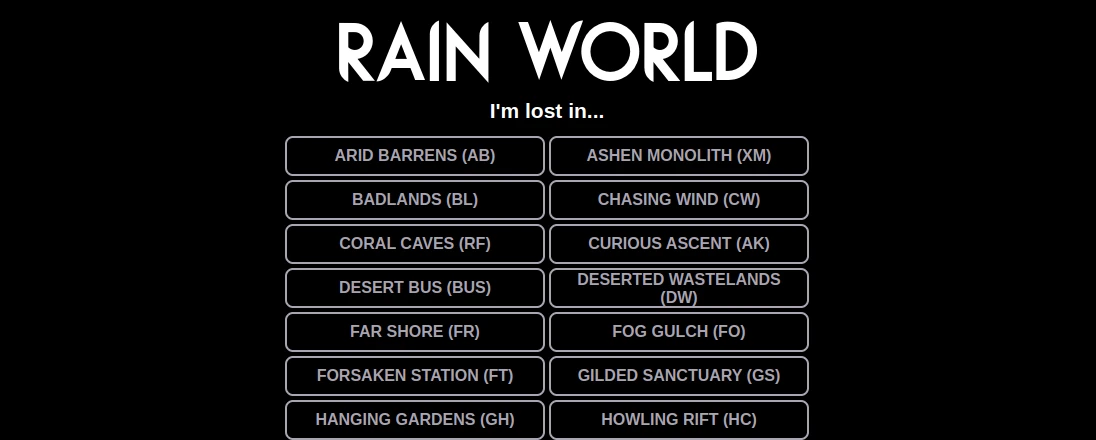 RAIN WORLD
I'm lost in...
ARID BARRENS (AB)
ASHEN MONOLITH (XM)
BADLANDS (BL)
CHASING WIND (CW)
CORAL CAVES (RF)
CURIOUS ASCENT (AK)
DESERT BUS (BUS)
DESERTED WASTELANDS
(DW)
FAR SHORE (FR)
FOG GULCH (FO)
FORSAKEN STATION (FT)
GILDED SANCTUARY (GS)
HANGING GARDENS (GH)
HOWLING RIFT (HC)